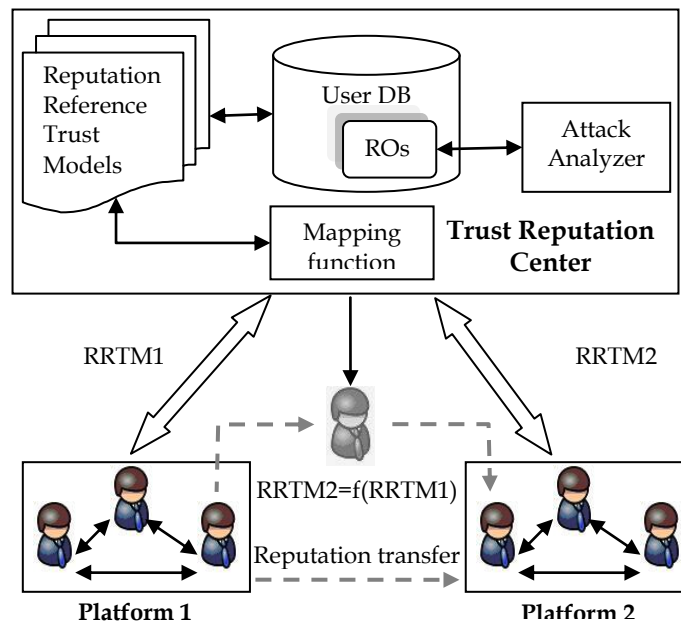 Reputation
Reference
Trust
Models
User DB
ROs
Attack
Analyzer
Mapping
function
Trust Reputation
Center
RRTM1
RRTM2
RRTM2=f(RRTM1)
Reputation transfer
Platform 1
Platform 2